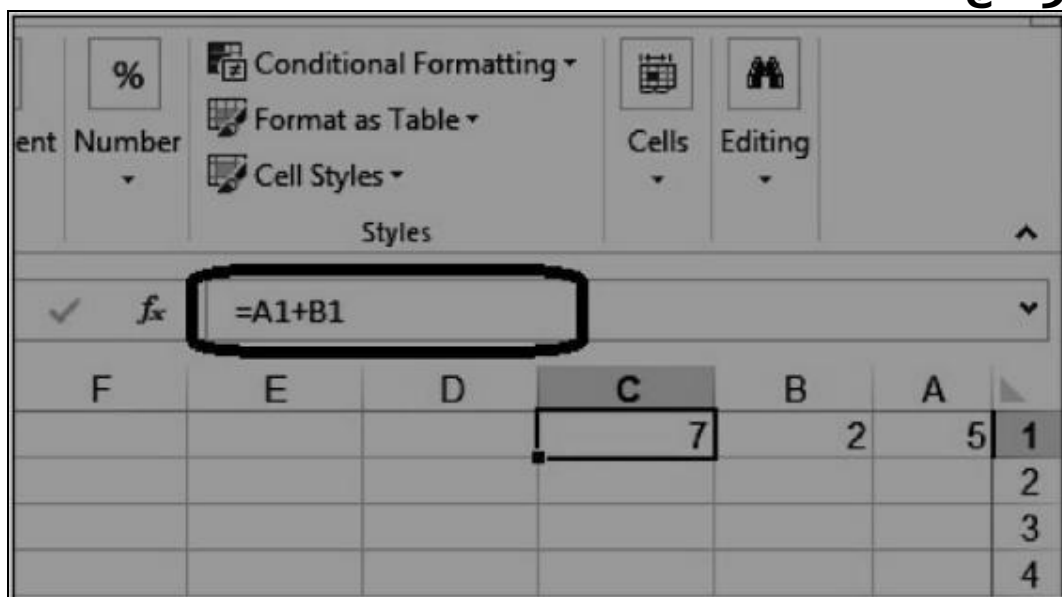 % Conditional Formatting
Format as Table
ent Number Cells Editing
Cell Styles
Styles
fx =A1+B1
F E D C B A
7 2 5 1
2
3
4